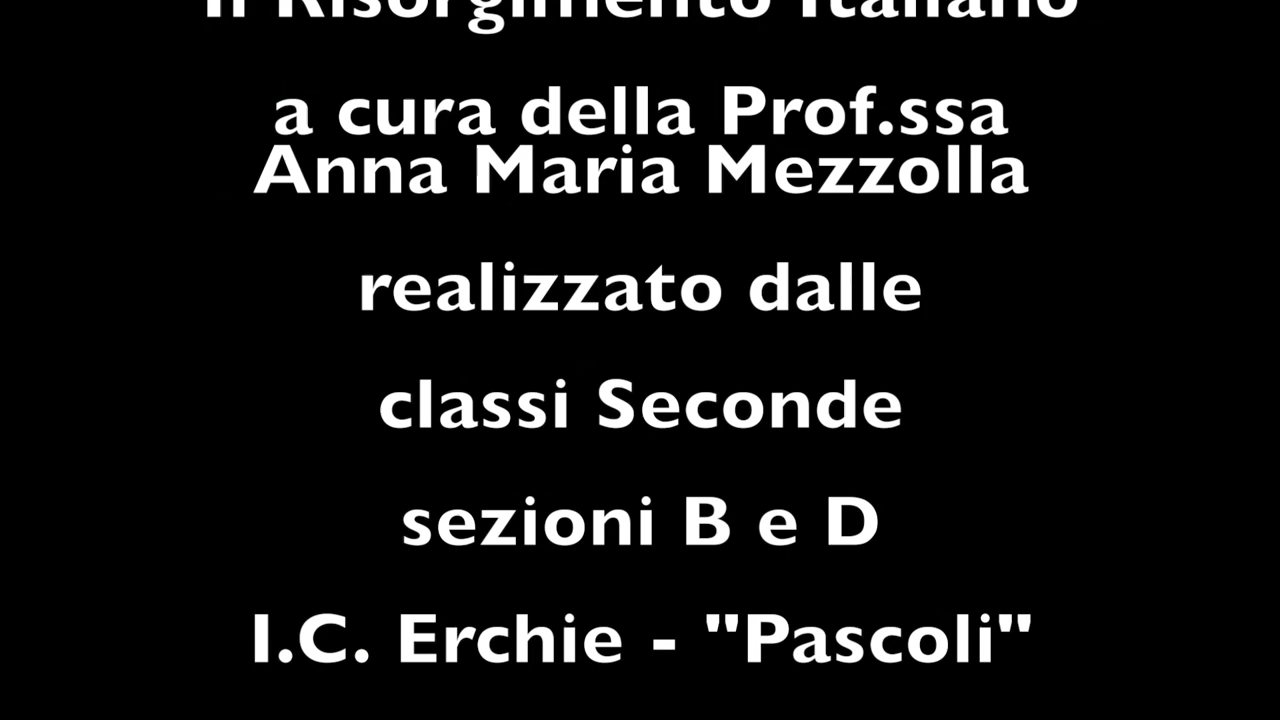 Il Risorgimento Italiano
a cura della Prof.ssa
Anna Maria Mezzolla
realizzato dalle
classi Seconde
sezioni B e D
I.C. Erchie - "Pascoli"